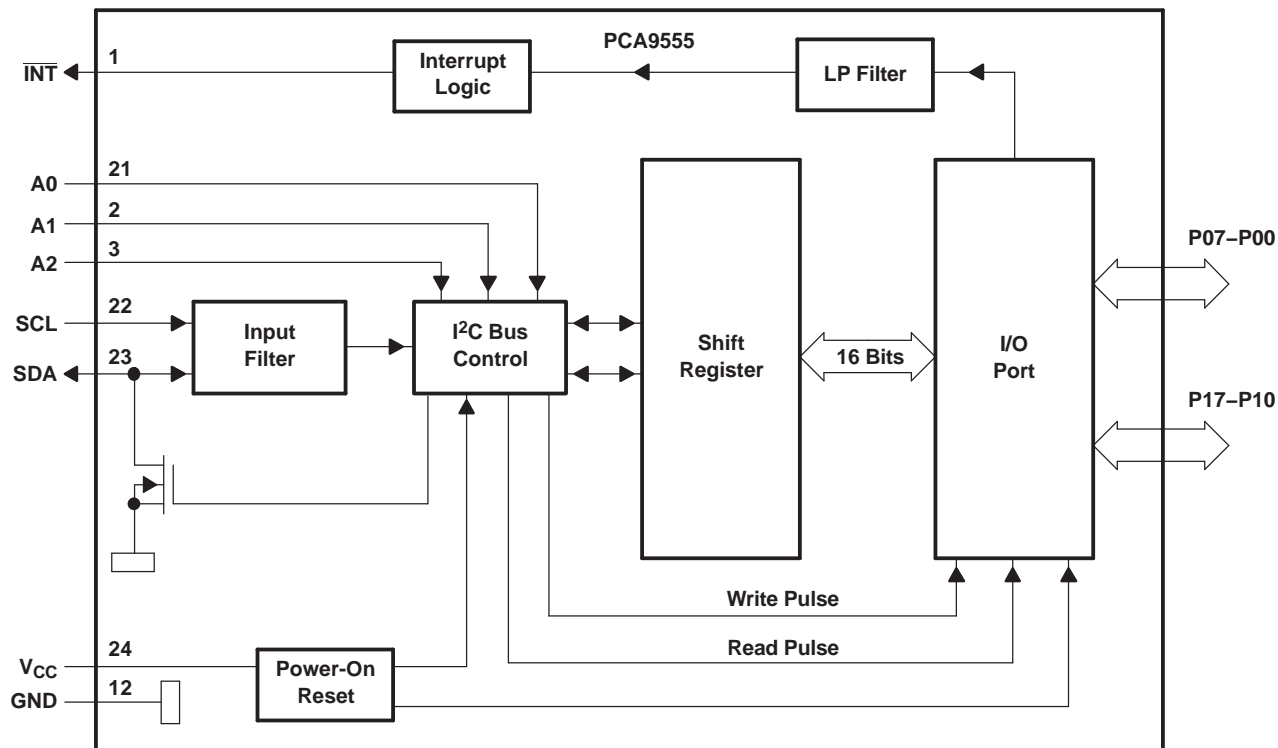 PCA9555
INT
1
Interrupt
Logic
LP Filter
A0
21
A1
2
A2
3
SCL
22
SDA
23
Input
Filter
I2C Bus
Control
Shift
Register
16 Bits
I/O
Port
P07–P00
P17–P10
Write Pulse
Read Pulse
VCC
24
GND
12
Power-On
Reset